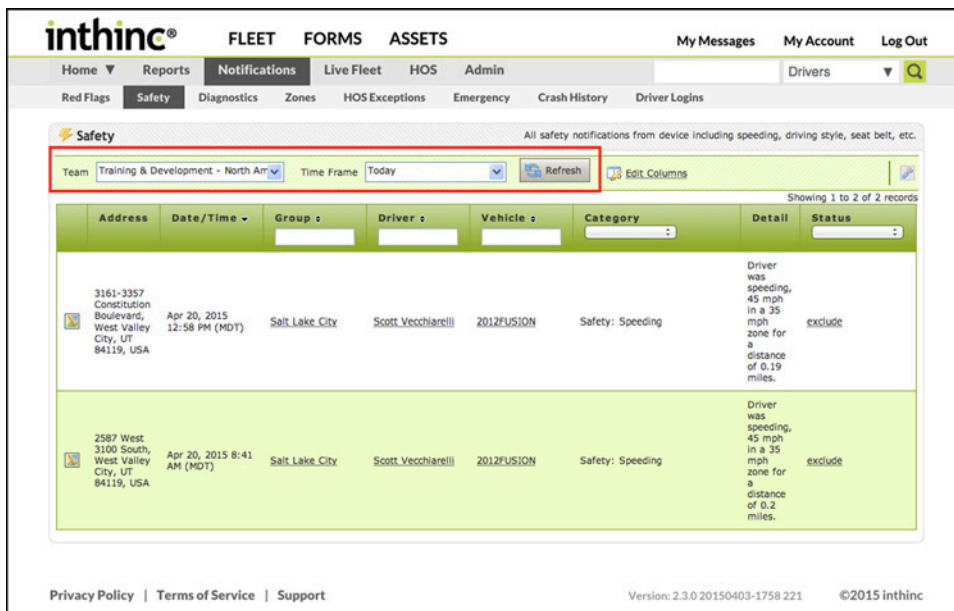 inthinc®
FLEET FORMS ASSETS
My Messages My Account Log Out
Home ▼ Reports Notifications Live Fleet HOS Admin
Drivers ▼
Red Flags Safety Diagnostics Zones HOS Exceptions Emergency Crash History Driver Logins
Safety
All safety notifications from device including speeding, driving style, seat belt, etc.
Team Training & Development - North Am Time Frame Today Refresh Edit Columns
Showing 1 to 2 of 2 records
Address Date/Time Group Driver Vehicle Category Detail Status
3161-3357
Constitution
Boulevard,
West Valley
City, UT
84119, USA
Apr 20, 2015
12:58 PM (MDT)
Salt Lake City
Scott Vecchiarelli
2012FUSION
Safety: Speeding
Driver
was
speeding,
45 mph
in a 35
mph
zone for
a
distance
of 0.19
miles.
exclude
2587 West
3100 South,
West Valley
City, UT
84119, USA
Apr 20, 2015 8:41
AM (MDT)
Salt Lake City
Scott Vecchiarelli
2012FUSION
Safety: Speeding
Driver
was
speeding,
45 mph
in a 35
mph
zone for
a
distance
of 0.2
miles.
exclude
Privacy Policy | Terms of Service | Support
Version: 2.3.0 20150403-1758 221
©2015 inthinc